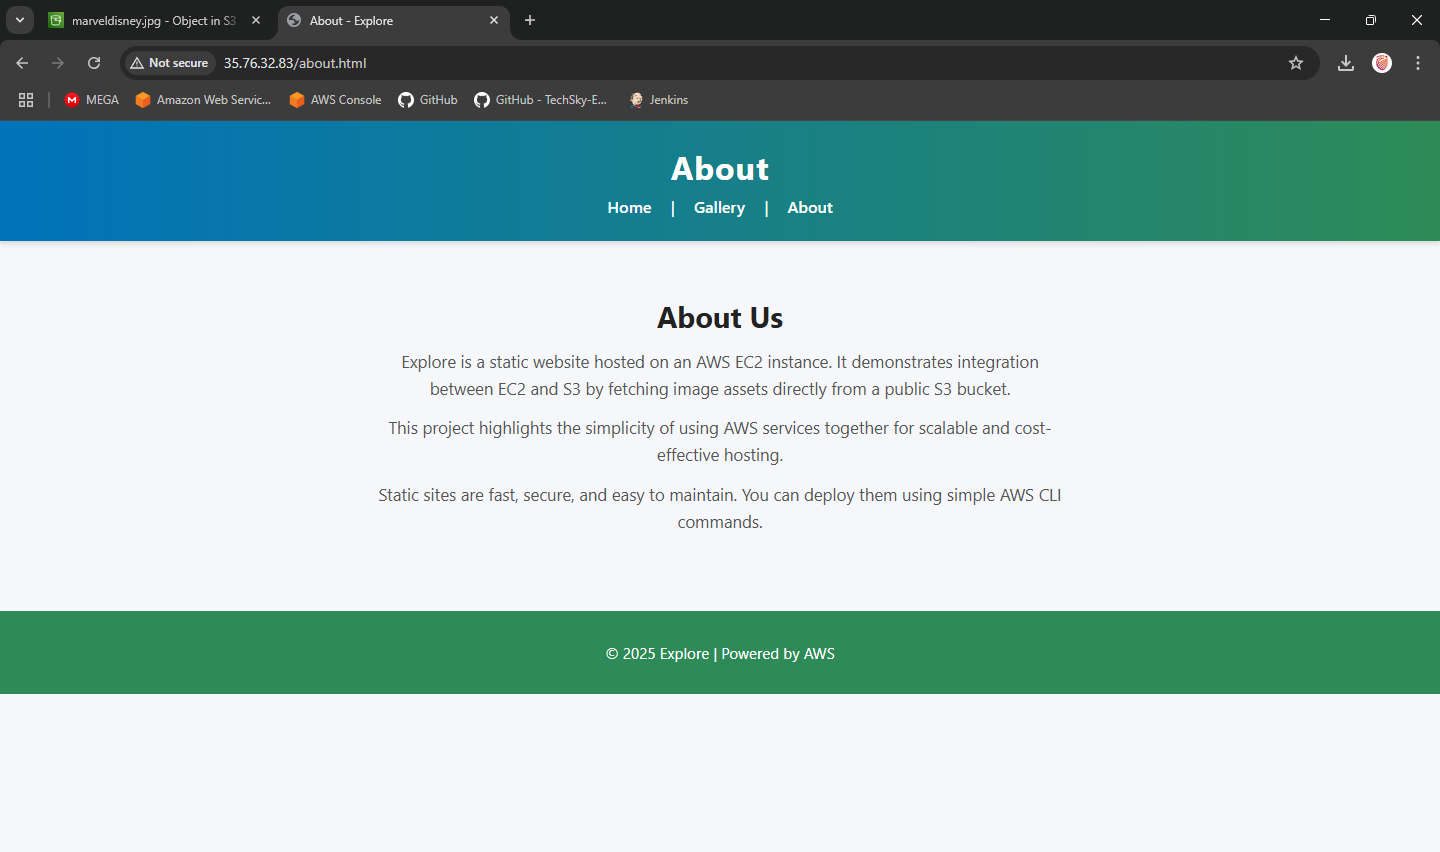 marveldisney.jpg - Object in S3
About - Explore
Not secure
35.76.32.83/about.html
MEGA
Amazon Web Servic...
AWS Console
GitHub
GitHub - TechSky-E...
Jenkins
About
Home | Gallery | About
About Us
Explore is a static website hosted on an AWS EC2 instance. It demonstrates integration
between EC2 and S3 by fetching image assets directly from a public S3 bucket.
This project highlights the simplicity of using AWS services together for scalable and cost-
effective hosting.
Static sites are fast, secure, and easy to maintain. You can deploy them using simple AWS CLI
commands.
© 2025 Explore | Powered by AWS